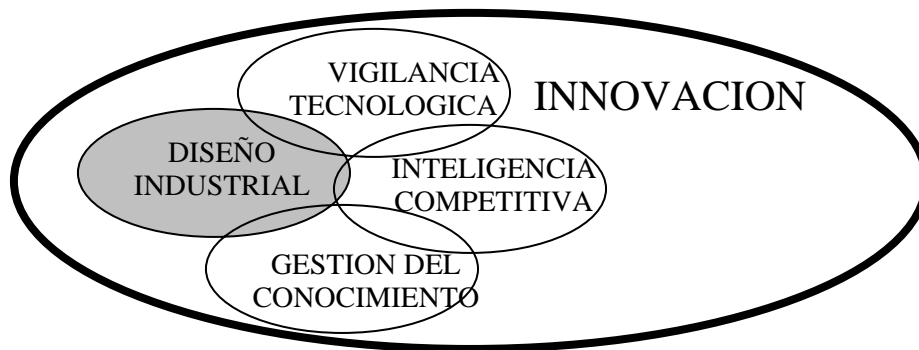 VIGILANCIA
TECNOLOGICA
INNOVACION
DISEÑO
INDUSTRIAL
INTELIGENCIA
COMPETITIVA
GESTION DEL
CONOCIMIENTO